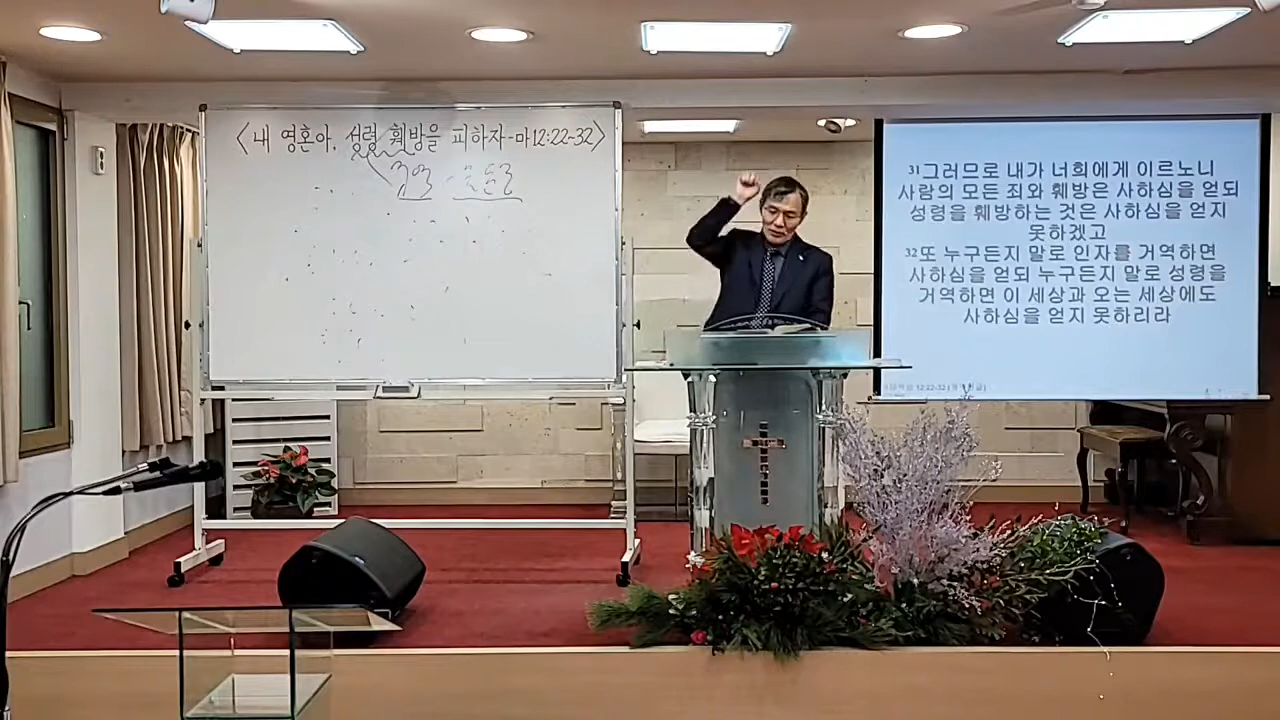 <내 영혼아, 성령 훼방을 피하자-마12:22-32>
31그러므로 내가 너희에게 이르노니
사람의 모든 죄와 훼방은 사하심을 얻되
성령을 훼방하는 것은 사하심을 얻지
못하겠고
32또 누구든지 말로 인자를 거역하면
사하심을 얻되 누구든지 말로 성령을
거역하면 이 세상과 오는 세상에도
사하심을 얻지 못하리라